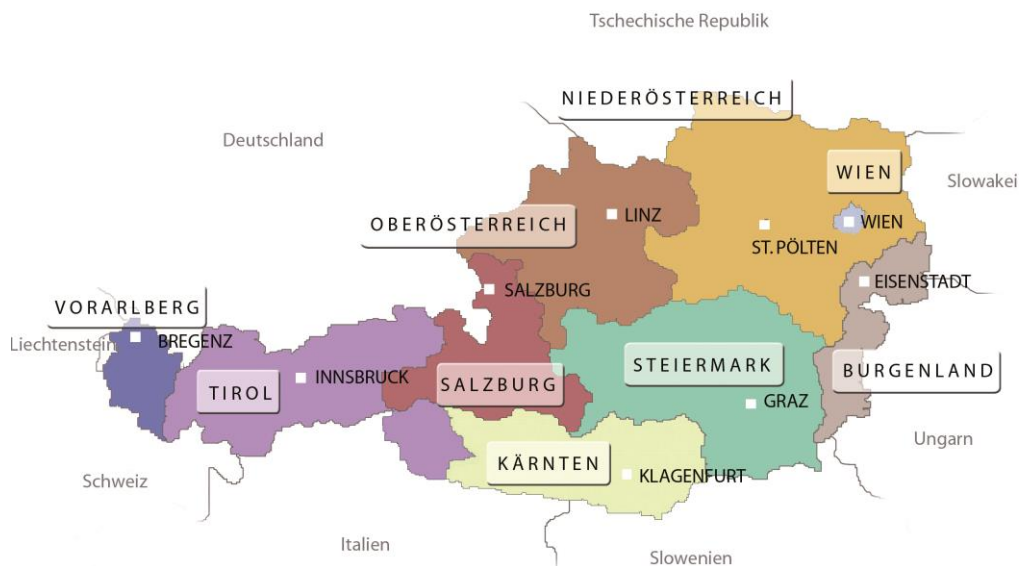 Tschechische Republik
NIEDERÖSTERREICH
Deutschland
WIEN
Slowakei
OBERÖSTERREICH
LINZ
WIEN
ST. PÖLTEN
EISENSTADT
SALZBURG
VORARLBERG
Liechtenstein
BREGENZ
STEIERMARK
BURGENLAND
INNSBRUCK
TIROL
SALZBURG
GRAZ
Ungarn
KÄRNTEN
KLAGENFURT
Schweiz
Italien
Slowenien